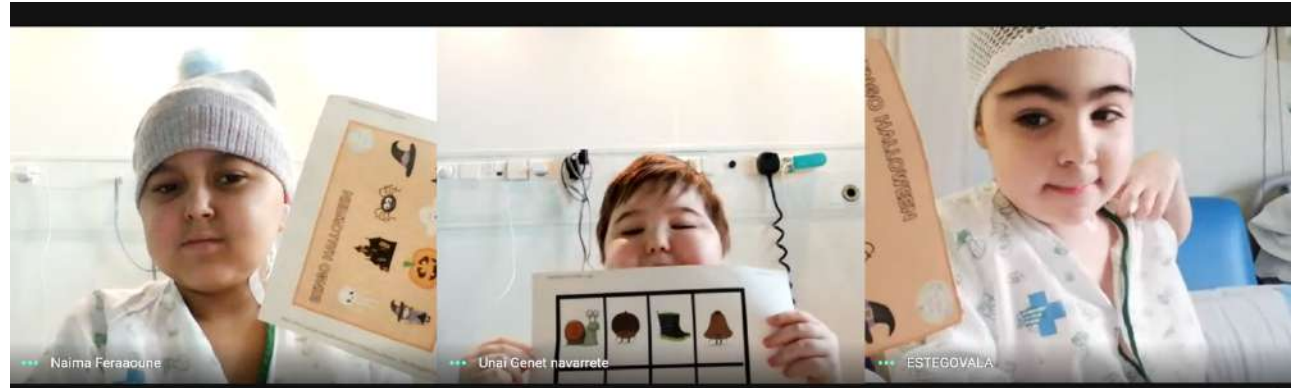 BINGO HALLOWEEN
BINGO HALLOWEEN
Naima Feraaoune
Unai Genet navarrete
ESTEGOVALA